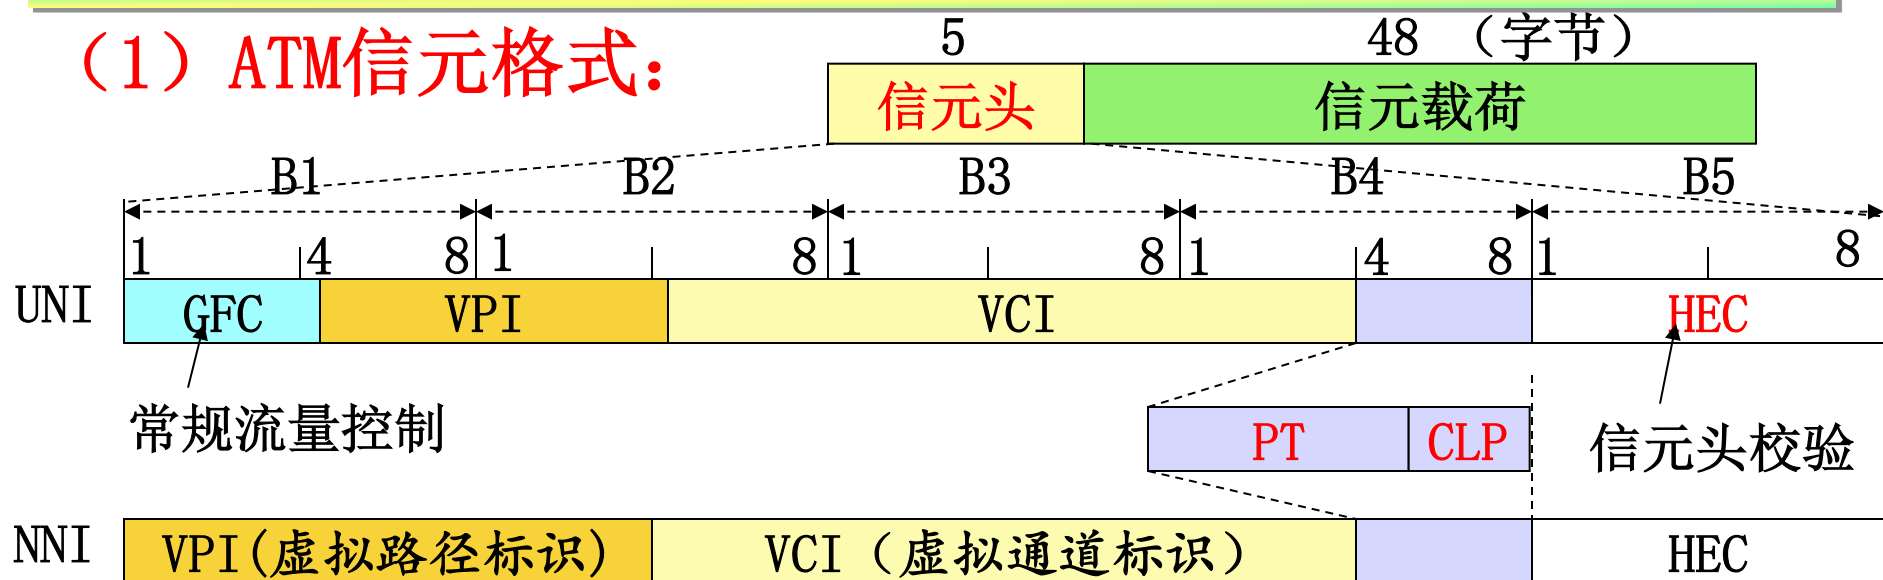 （1）ATM信元格式：
5 48 （字节）
信元头 信元载荷
B1 B2 B3 B4 B5
1 4 8 1 8 1 8 1 4 8 1 8
UNI GFC VPI VCI HEC
常规流量控制
PT CLP
信元头校验
NNI VPI(虚拟路径标识) VCI（虚拟通道标识） HEC